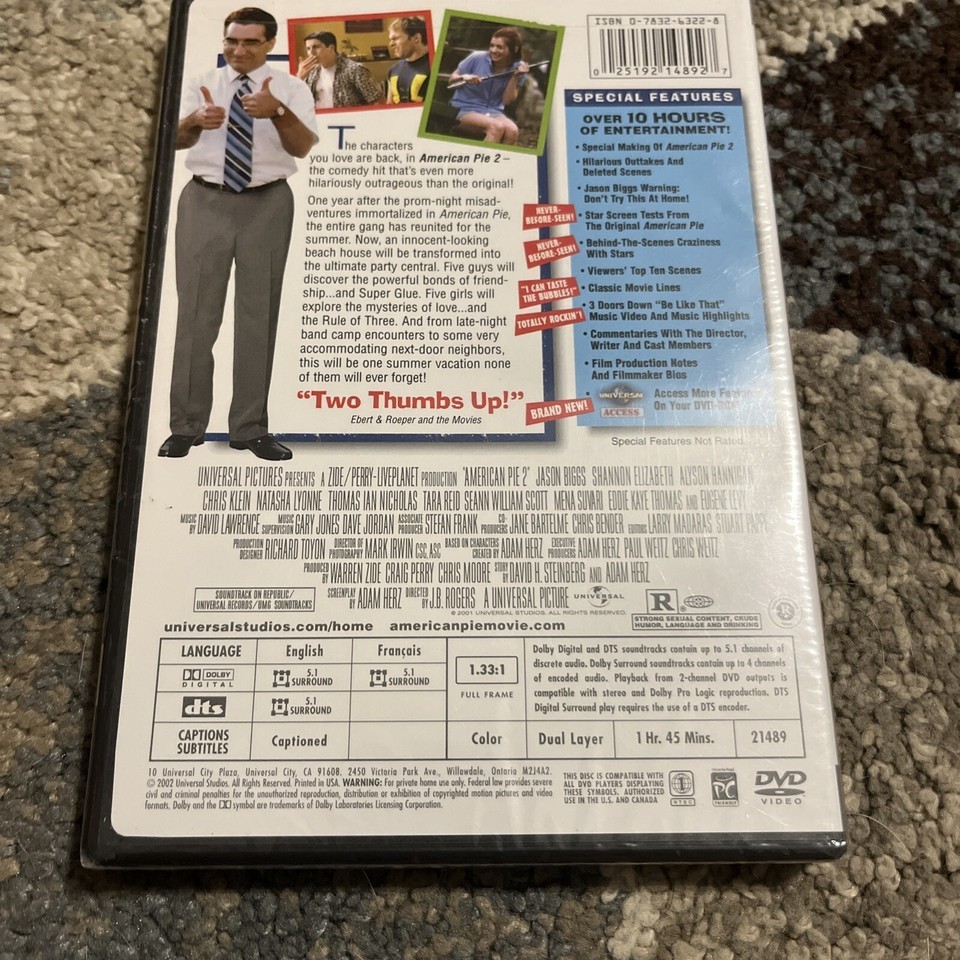 ISBN 0-7832-6322-8
0 25192 14892 7
The characters
you love are back, in American Pie 2 –
the comedy hit that's even more
hilariously outrageous than the original!
One year after the prom-night misad-
ventures immortalized in American Pie,
the entire gang has reunited for the
summer. Now, an innocent-looking
beach house will be transformed into
the ultimate party central. Five guys will
discover the powerful bonds of friend-
ship...and Super Glue. Five girls will
explore the mysteries of love...and
the Rule of Three. And from late-night
band camp encounters to some very
accommodating next-door neighbors,
this will be one summer vacation none
of them will ever forget!
"Two Thumbs Up!"
Ebert & Roeper and the Movies
SPECIAL FEATURES
OVER 10 HOURS
OF ENTERTAINMENT!
• Special Making Of American Pie 2
• Hilarious Outtakes And
Deleted Scenes
• Jason Biggs Warning:
Don't Try This At Home!
NEVER-
BEFORE-SEEN!
• Star Screen Tests From
The Original American Pie
NEVER-
BEFORE-SEEN!
• Behind-The-Scenes Craziness
With Stars
• Viewers' Top Ten Scenes
"I CAN TASTE
THE BUBBLES!"
• Classic Movie Lines
TOTALLY ROCKIN'!
• 3 Doors Down "Be Like That"
Music Video And Music Highlights
• Commentaries With The Director,
Writer And Cast Members
• Film Production Notes
And Filmmaker Bios
BRAND NEW!
• UNIVERSAL
ACCESS
Access More
On Your
Special Features Not Rated
UNIVERSAL PICTURES PRESENTS A ZIDE/PERRY-LIVEPLANET PRODUCTION "AMERICAN PIE 2" JASON BIGGS SHANNON ELIZABETH ALYSON HANNIGAN
CHRIS KLEIN NATASHA LYONNE THOMAS IAN NICHOLAS TARA REID SEANN WILLIAM SCOTT MENA SUVARI EDDIE KAYE THOMAS AND EUGENE LEVY
MUSIC BY DAVID LAWRENCE MUSIC SUPERVISION GARY JONES DAVE JORDAN ASSOCIATE PRODUCER STEFAN FRANK CO-PRODUCERS JANE BARTELME CHRIS BENDER EDITORS LARRY MADARAS STUART PAPPÉ
PRODUCTION DESIGNER RICHARD TOYON DIRECTOR OF PHOTOGRAPHY MARK IRWIN CSC, ASC BASED ON CHARACTERS CREATED BY ADAM HERZ EXECUTIVE PRODUCERS ADAM HERZ PAUL WEITZ CHRIS WEITZ
PRODUCED BY WARREN ZIDE CRAIG PERRY CHRIS MOORE STORY BY DAVID H. STEINBERG AND ADAM HERZ
SCREENPLAY BY ADAM HERZ DIRECTED BY J.B. ROGERS A UNIVERSAL PICTURE UNIVERSAL
SOUNDTRACK ON REPUBLIC/
UNIVERSAL RECORDS/UMG SOUNDTRACKS
© 2001 UNIVERSAL STUDIOS. ALL RIGHTS RESERVED.
R
STRONG SEXUAL CONTENT, CRUDE
HUMOR, LANGUAGE AND DRINKING
R
universalstudios.com/home americanpiemovie.com
LANGUAGE English Français
DOLBY DIGITAL 5.1 SURROUND 5.1 SURROUND
dts 5.1 SURROUND
CAPTIONS
SUBTITLES
Captioned
1.33:1
FULL FRAME
Dolby Digital and DTS soundtracks contain up to 5.1 channels of
discrete audio. Dolby Surround soundtracks contain up to 4 channels
of encoded audio. Playback from 2-channel DVD outputs is
compatible with stereo and Dolby Pro Logic reproduction. DTS
Digital Surround play requires the use of a DTS encoder.
Color Dual Layer 1 Hr. 45 Mins. 21489
10 Universal City Plaza, Universal City, CA 91608. 2450 Victoria Park Ave., Willowdale, Ontario M2J4A2.
© 2002 Universal Studios. All Rights Reserved. Printed in USA. WARNING: For private home use only. Federal law provides severe
civil and criminal penalties for the unauthorized reproduction, distribution or exhibition of copyrighted motion pictures and video
formats. Dolby and the DD symbol are trademarks of Dolby Laboratories Licensing Corporation.
THIS DISC IS COMPATIBLE WITH
ALL DVD PLAYERS DISPLAYING
THESE SYMBOLS. AUTHORIZED
USE IN THE U.S. AND CANADA
1
NTSC
PC
FRIENDLY
DVD
VIDEO